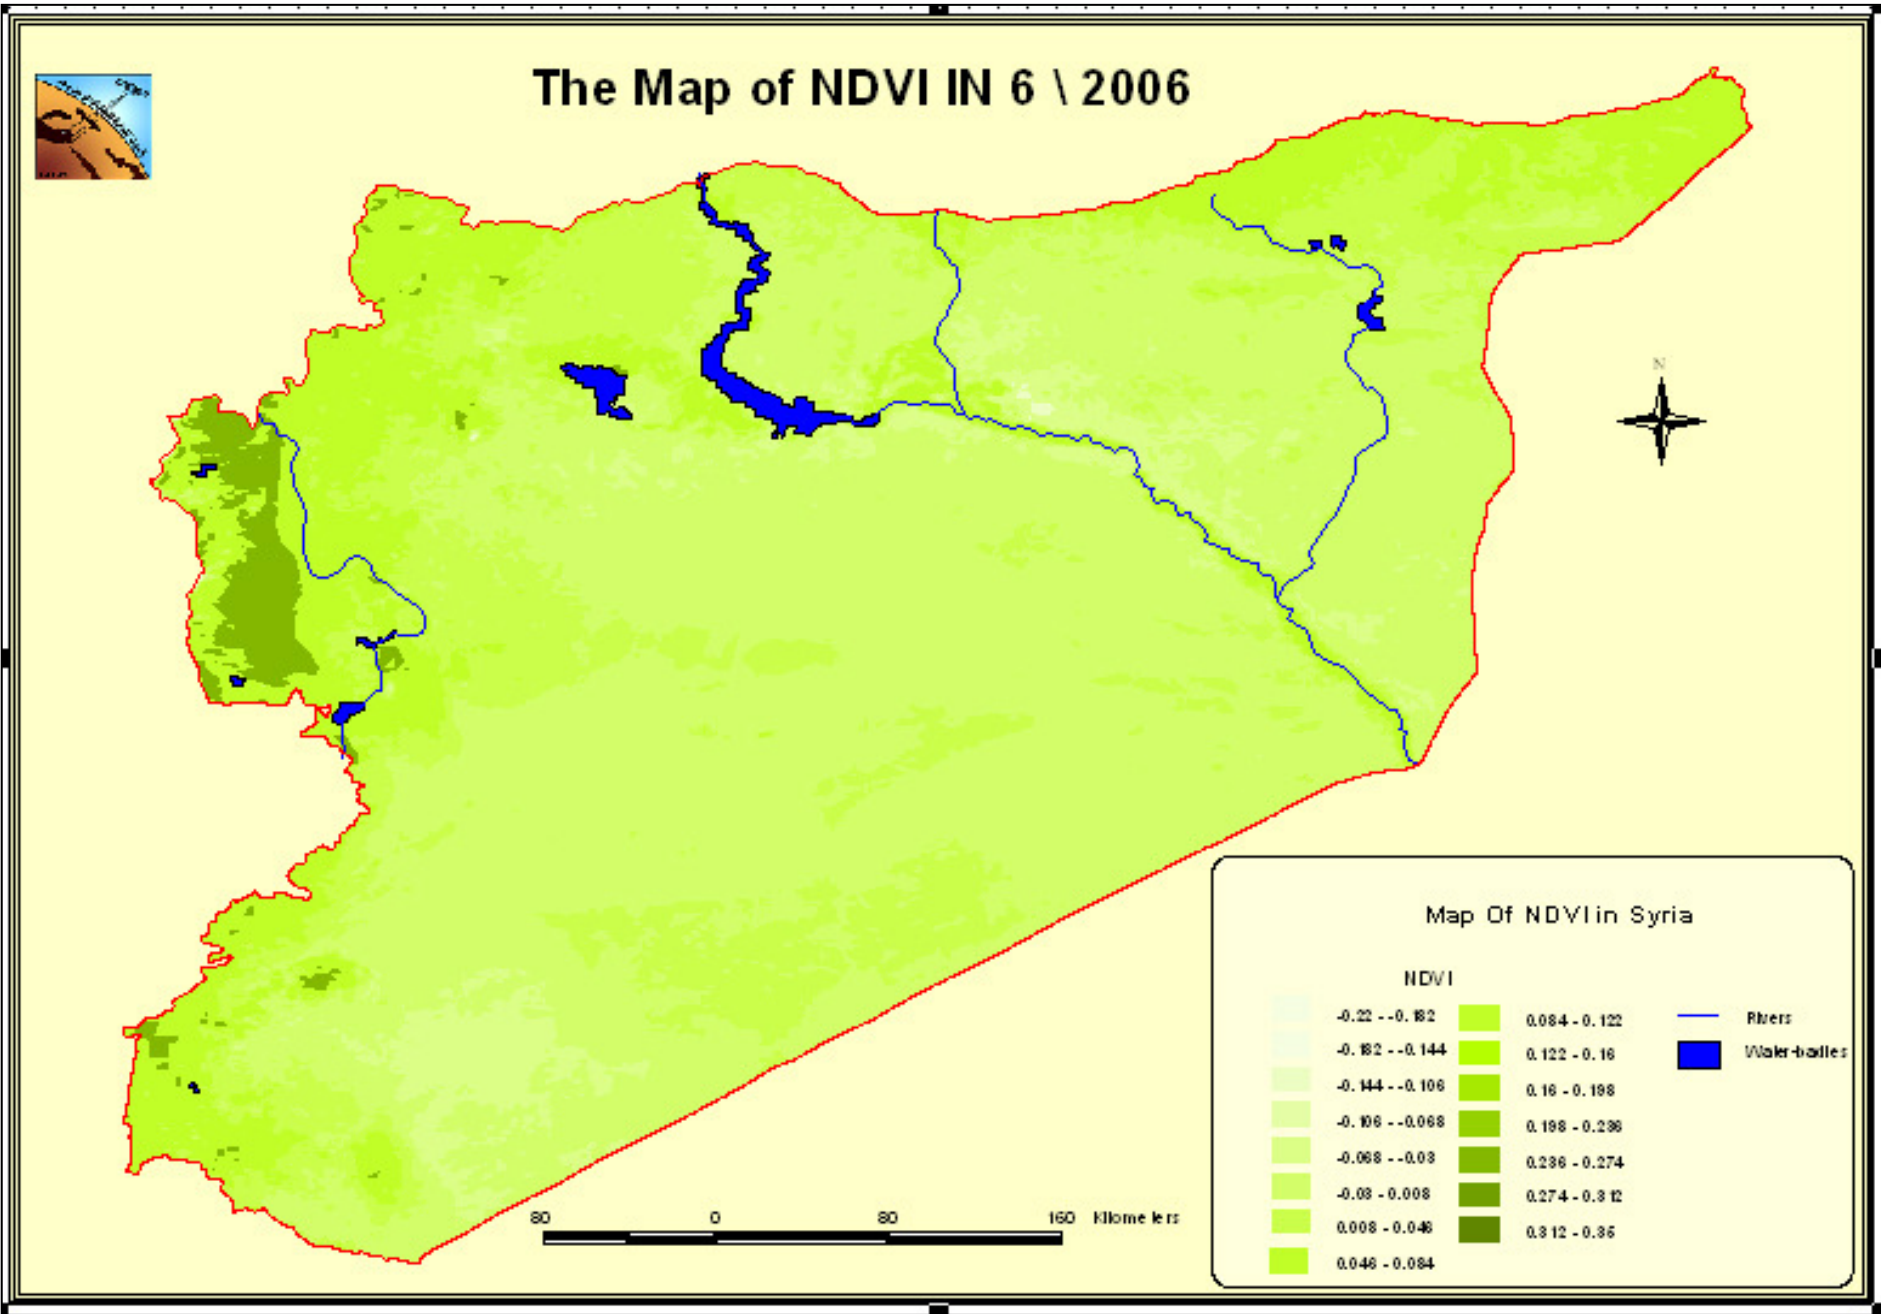 The Map of NDVI IN 6 \ 2006
N
Map Of NDVI in Syria
NDVI
-0.22 - -0.182
-0.182 - -0.144
-0.144 - -0.106
-0.106 - -0.068
-0.068 - -0.03
-0.03 - 0.008
0.008 - 0.046
0.046 - 0.084
0.084 - 0.122
0.122 - 0.16
0.16 - 0.198
0.198 - 0.236
0.236 - 0.274
0.274 - 0.312
0.312 - 0.35
Rivers
Water-badies
80 0 80 160 Kilometers